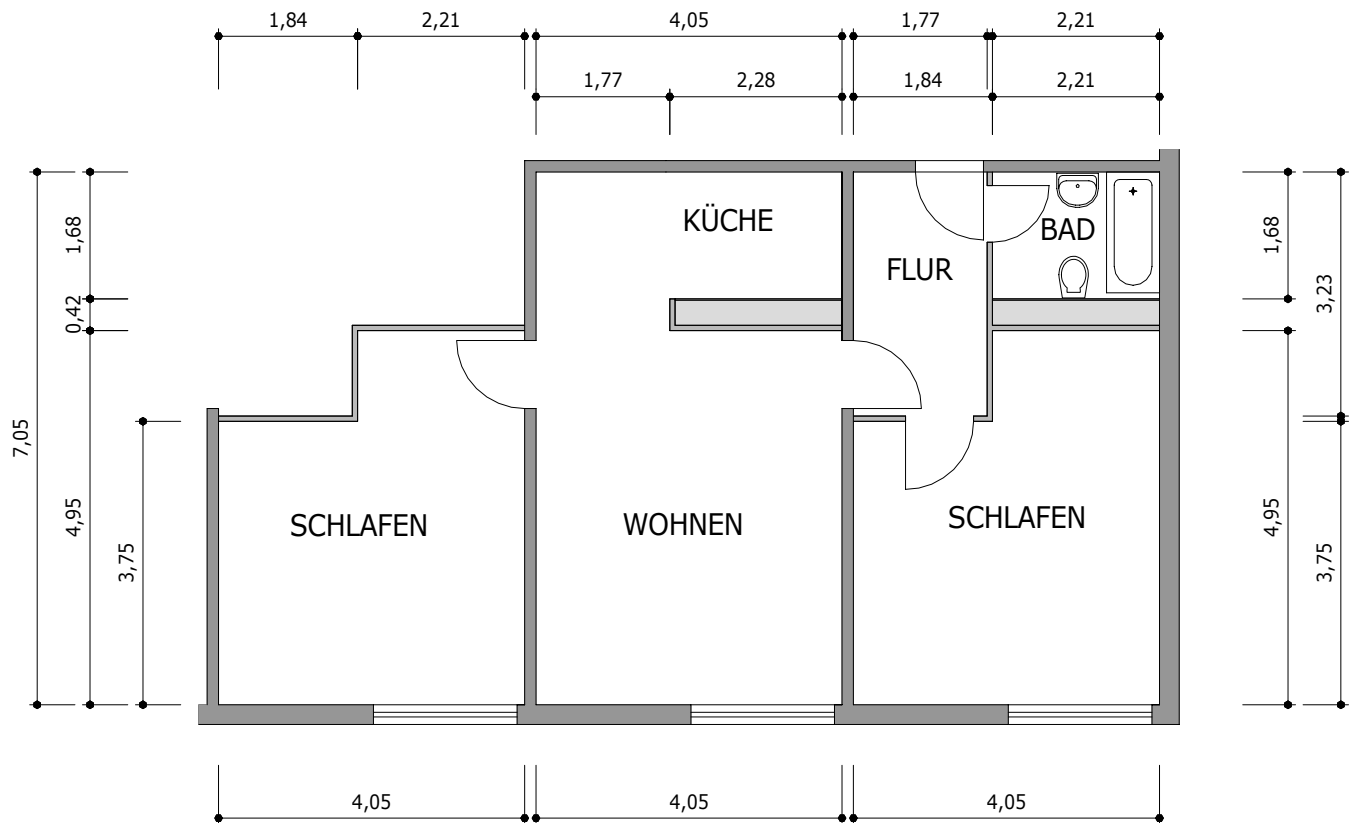 1,84 2,21 4,05 1,77 2,21
1,77 2,28 1,84 2,21
KÜCHE
BAD
FLUR
1,68
0,42
7,05
4,95
3,75
1,68
3,23
4,95
3,75
SCHLAFEN
WOHNEN
SCHLAFEN
4,05 4,05 4,05